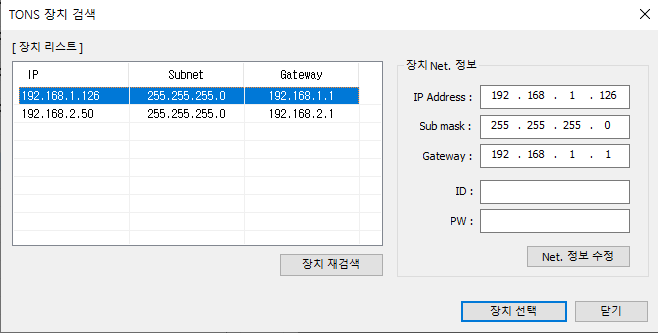 TONS 장치 검색
[ 장치 리스트 ]
IP Subnet Gateway
192.168.1.126 255.255.255.0 192.168.1.1
192.168.2.50 255.255.255.0 192.168.2.1
장치 재검색
장치 Net. 정보
IP Address : 192 . 168 . 1 . 126
Sub mask : 255 . 255 . 255 . 0
Gateway : 192 . 168 . 1 . 1
ID :
PW :
Net. 정보 수정
장치 선택 닫기